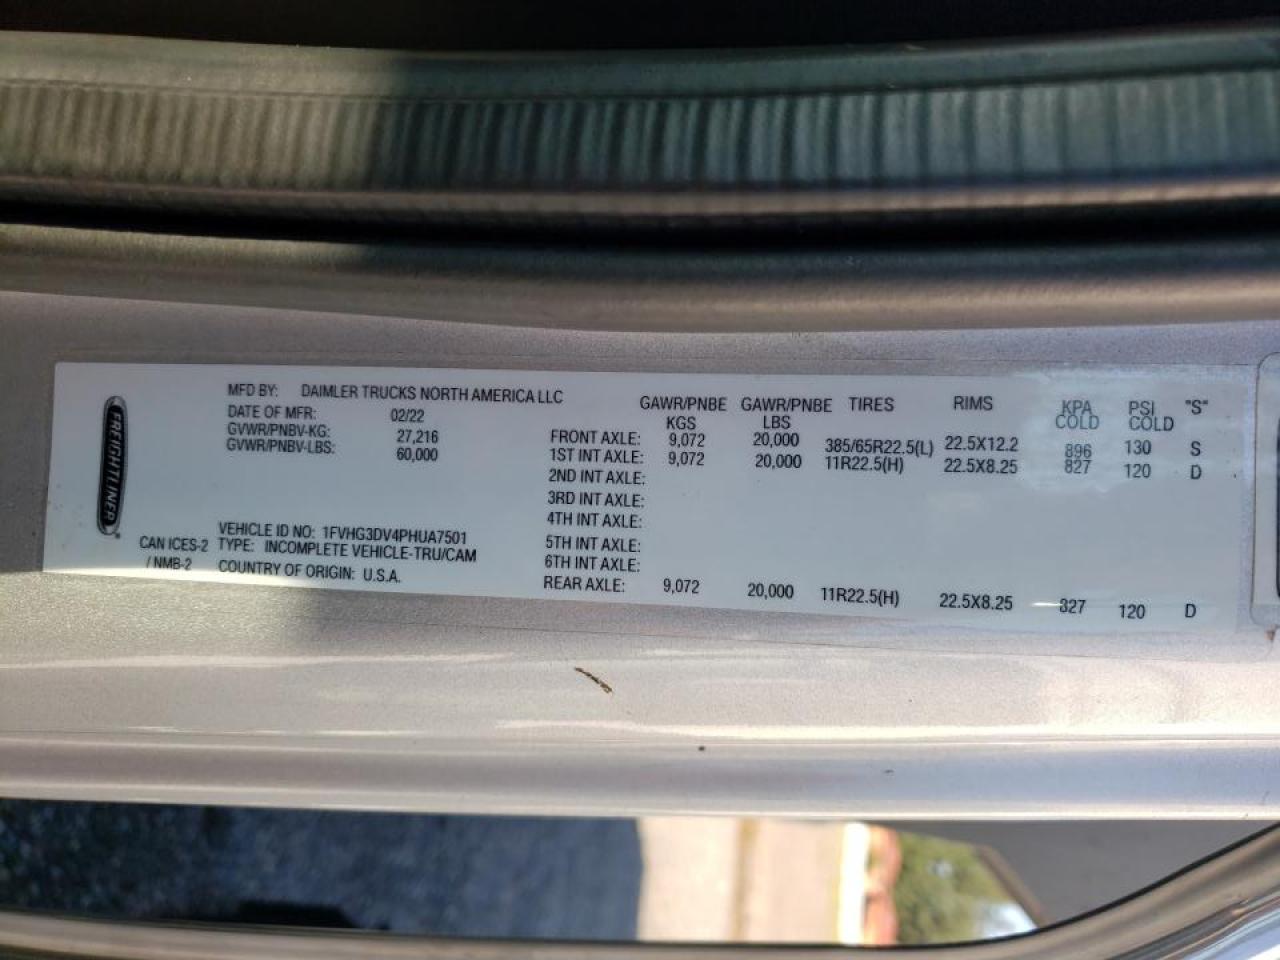 FREIGHTLINER
MFD BY: DAIMLER TRUCKS NORTH AMERICA LLC
DATE OF MFR: 02/22
GVWR/PNBV-KG: 27,216
GVWR/PNBV-LBS: 60,000
VEHICLE ID NO: 1FVHG3DV4PHUA7501
CAN ICES-2 TYPE: INCOMPLETE VEHICLE-TRU/CAM
/ NMB-2 COUNTRY OF ORIGIN: U.S.A.
GAWR/PNBE GAWR/PNBE TIRES RIMS KPA PSI "S"
KGS LBS COLD COLD
FRONT AXLE: 9,072 20,000 385/65R22.5(L) 22.5X12.2 896 130 S
1ST INT AXLE: 9,072 20,000 11R22.5(H) 22.5X8.25 827 120 D
2ND INT AXLE:
3RD INT AXLE:
4TH INT AXLE:
5TH INT AXLE:
6TH INT AXLE:
REAR AXLE: 9,072 20,000 11R22.5(H) 22.5X8.25 827 120 D